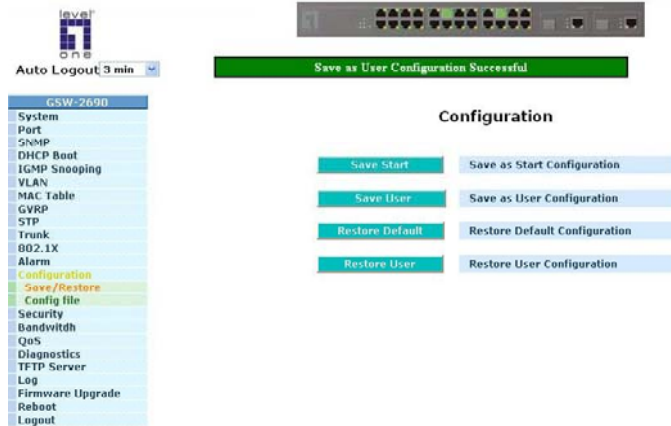 level
one
Auto Logout 3 min
Save as User Configuration Successful
GSW-2690
System
Port
SNMP
DHCP Boot
IGMP Snooping
VLAN
MAC Table
GVRP
STP
Trunk
802.1X
Alarm
Configuration
Save/Restore
Config file
Security
Bandwitdh
QoS
Diagnostics
TFTP Server
Log
Firmware Upgrade
Reboot
Logout
Configuration
Save Start Save as Start Configuration
Save User Save as User Configuration
Restore Default Restore Default Configuration
Restore User Restore User Configuration